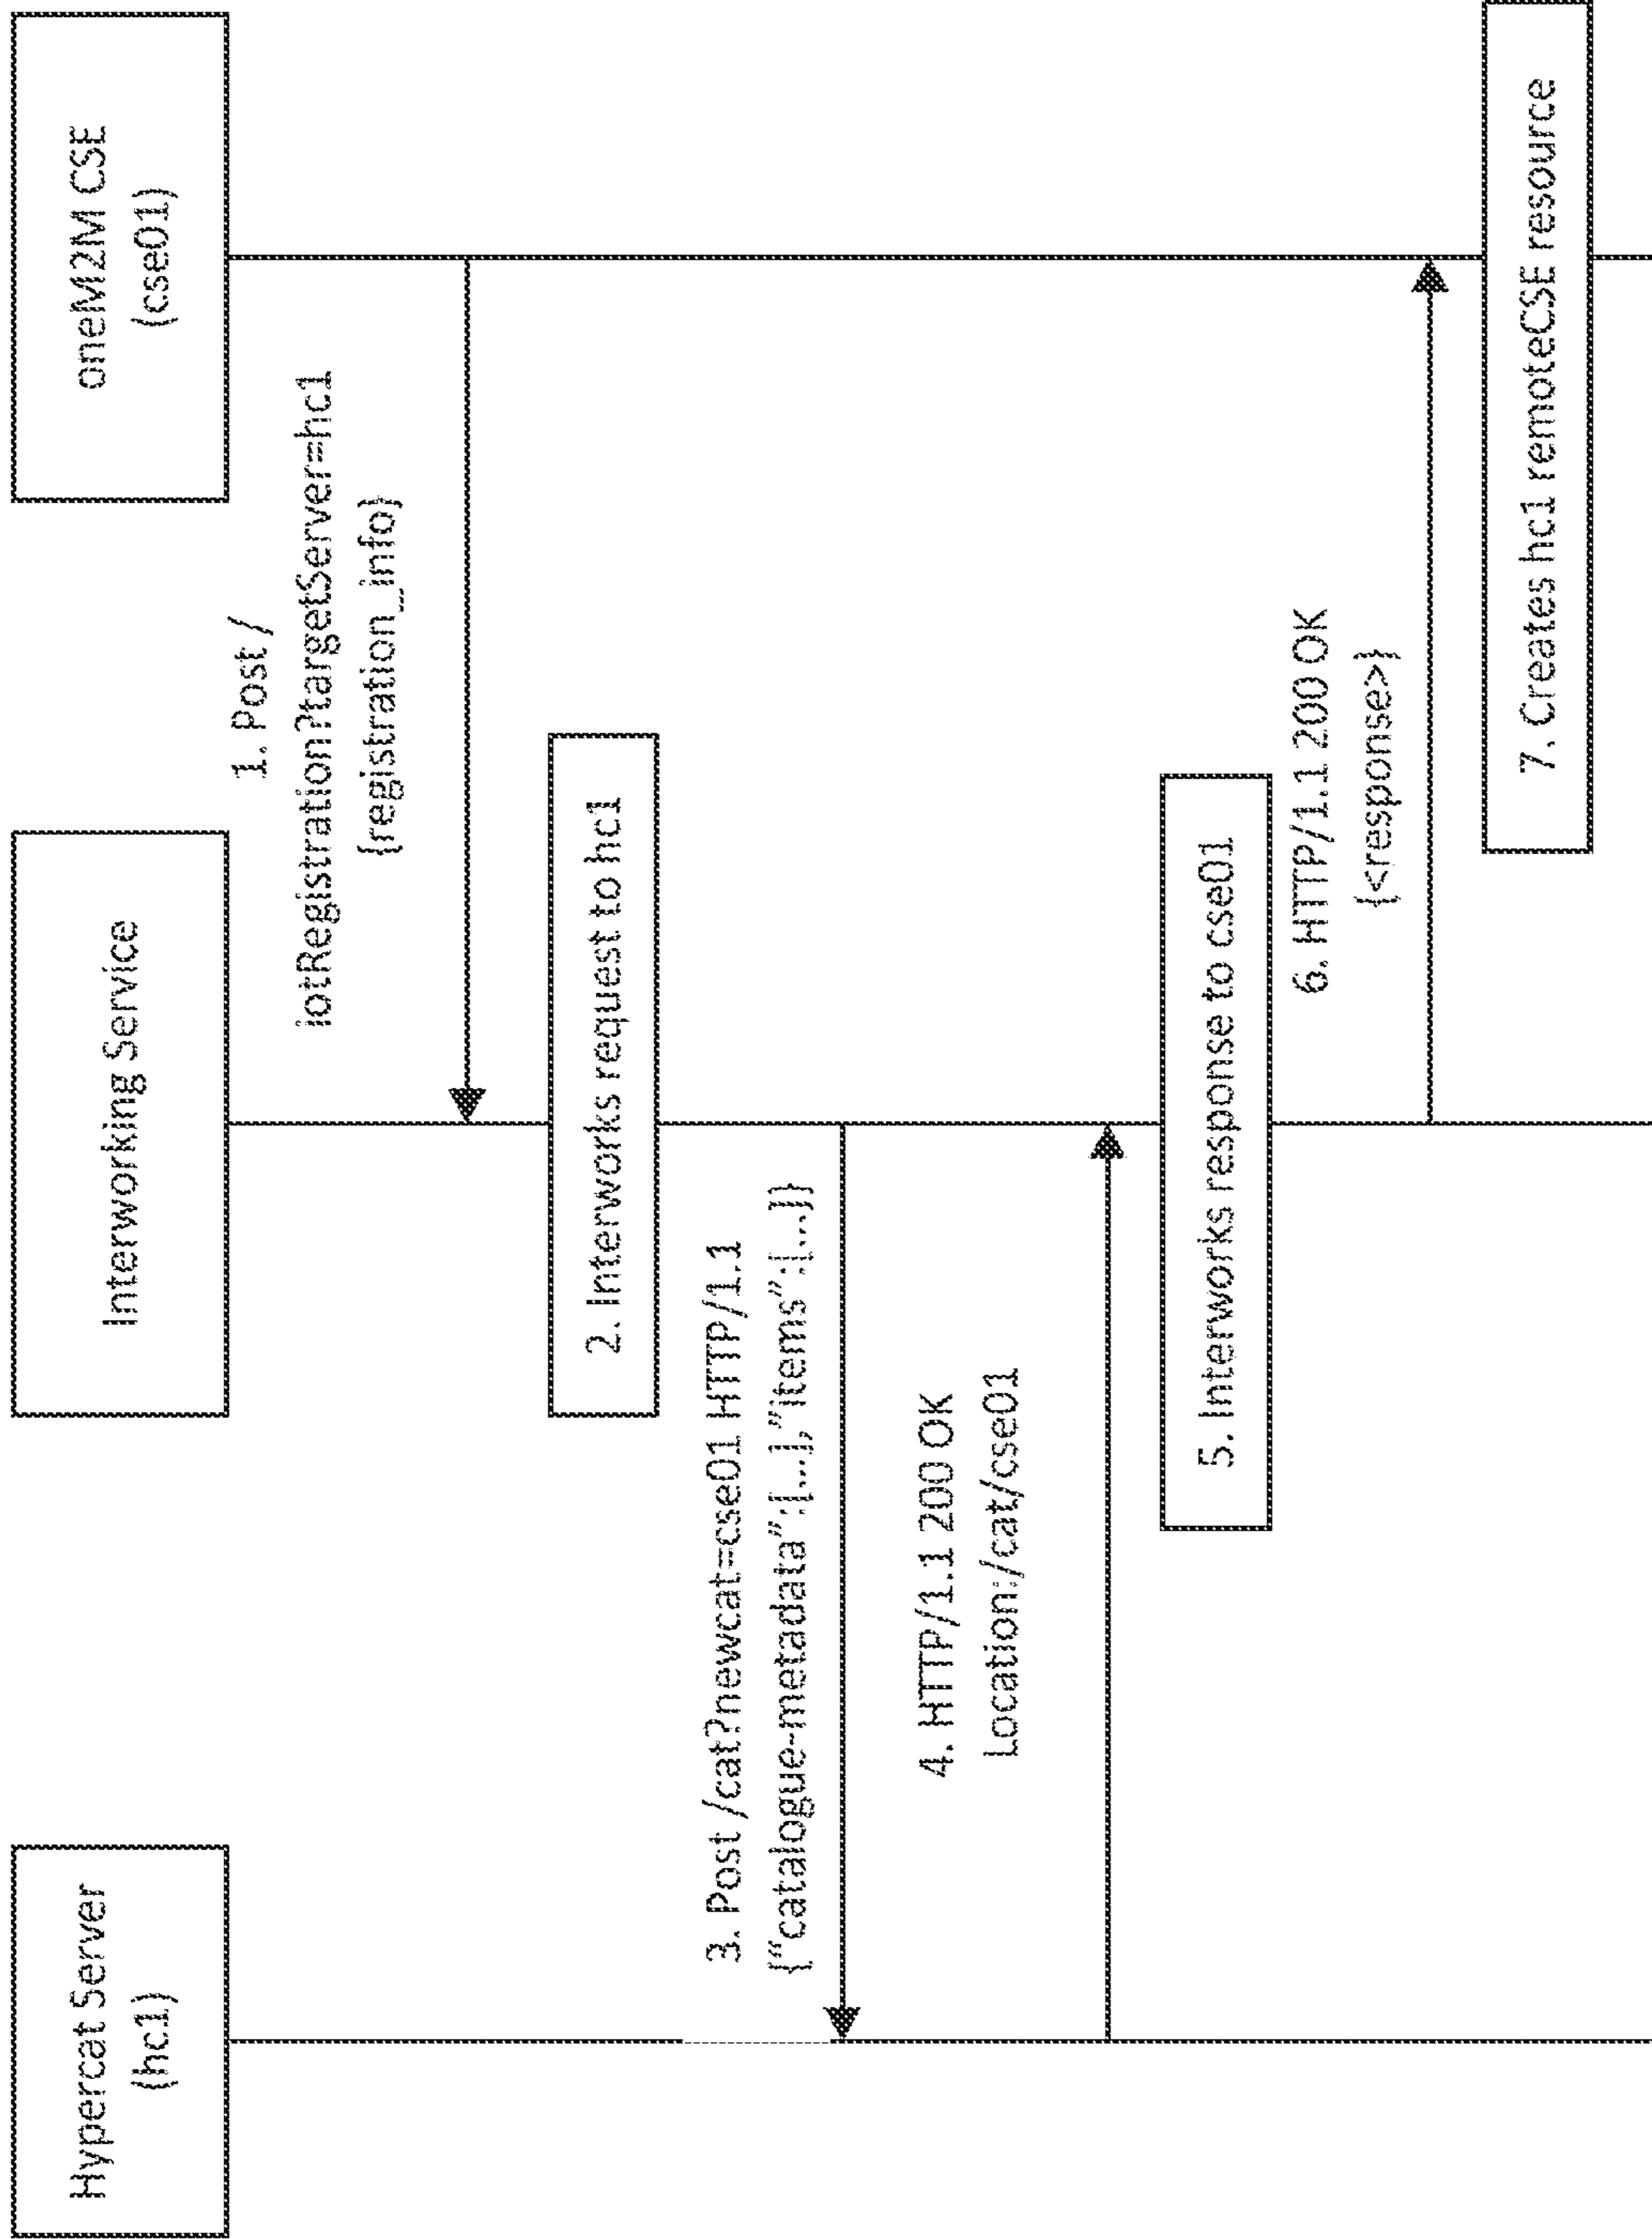 Hypercat Server
(hc1)
Interworking Service
oneM2M CSE
(cse01)
1. Post /
iotRegistration?targetServer=hc1
{registration_info}
2. Interworks request to hc1
3. Post /cat?newcat=cse01 HTTP/1.1
{“catalogue-metadata”:[...],”items”:[...]}
4. HTTP/1.1 200 OK
Location:/cat/cse01
5. Interworks response to cse01
6. HTTP/1.1 200 OK
{<response>}
7. Creates hc1 remoteCSE resource